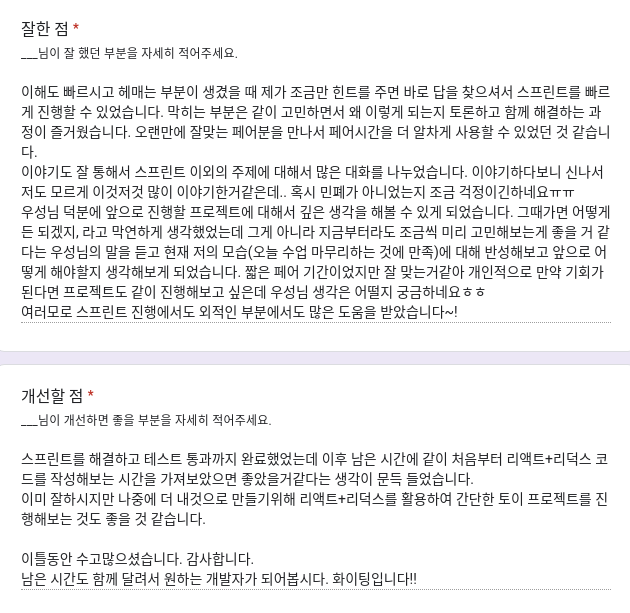 잘한 점 *
___님이 잘 했던 부분을 자세히 적어주세요.
이해도 빠르시고 헤매는 부분이 생겼을 때 제가 조금만 힌트를 주면 바로 답을 찾으셔서 스프린트를 빠르
게 진행할 수 있었습니다. 막히는 부분은 같이 고민하면서 왜 이렇게 되는지 토론하고 함께 해결하는 과
정이 즐거웠습니다. 오랜만에 잘맞는 페어분을 만나서 페어시간을 더 알차게 사용할 수 있었던 것 같습니
다.
이야기도 잘 통해서 스프린트 이외의 주제에 대해서 많은 대화를 나누었습니다. 이야기하다보니 신나서
저도 모르게 이것저것 많이 이야기한거같은데.. 혹시 민폐가 아니었는지 조금 걱정이긴하네요ㅠㅠ
우성님 덕분에 앞으로 진행할 프로젝트에 대해서 깊은 생각을 해볼 수 있게 되었습니다. 그때가면 어떻게
든 되겠지, 라고 막연하게 생각했었는데 그게 아니라 지금부터라도 조금씩 미리 고민해보는게 좋을 거 같
다는 우성님의 말을 듣고 현재 저의 모습(오늘 수업 마무리하는 것에 만족)에 대해 반성해보고 앞으로 어
떻게 해야할지 생각해보게 되었습니다. 짧은 페어 기간이었지만 잘 맞는거같아 개인적으로 만약 기회가
된다면 프로젝트도 같이 진행해보고 싶은데 우성님 생각은 어떨지 궁금하네요ㅎㅎ
여러모로 스프린트 진행에서도 외적인 부분에서도 많은 도움을 받았습니다~!
개선할 점 *
___님이 개선하면 좋을 부분을 자세히 적어주세요.
스프린트를 해결하고 테스트 통과까지 완료했었는데 이후 남은 시간에 같이 처음부터 리액트+리덕스 코
드를 작성해보는 시간을 가져보았으면 좋았을거같다는 생각이 문득 들었습니다.
이미 잘하시지만 나중에 더 내것으로 만들기위해 리액트+리덕스를 활용하여 간단한 토이 프로젝트를 진
행해보는 것도 좋을 것 같습니다.
이틀동안 수고많으셨습니다. 감사합니다.
남은 시간도 함께 달려서 원하는 개발자가 되어봅시다. 화이팅입니다!!